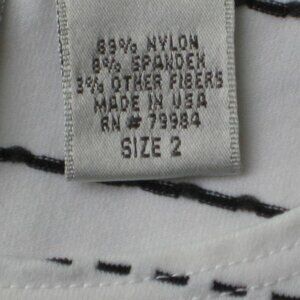 89% NYLON
8% SPANDEX
3% OTHER FIBERS
MADE IN USA
RN # 79984
SIZE 2